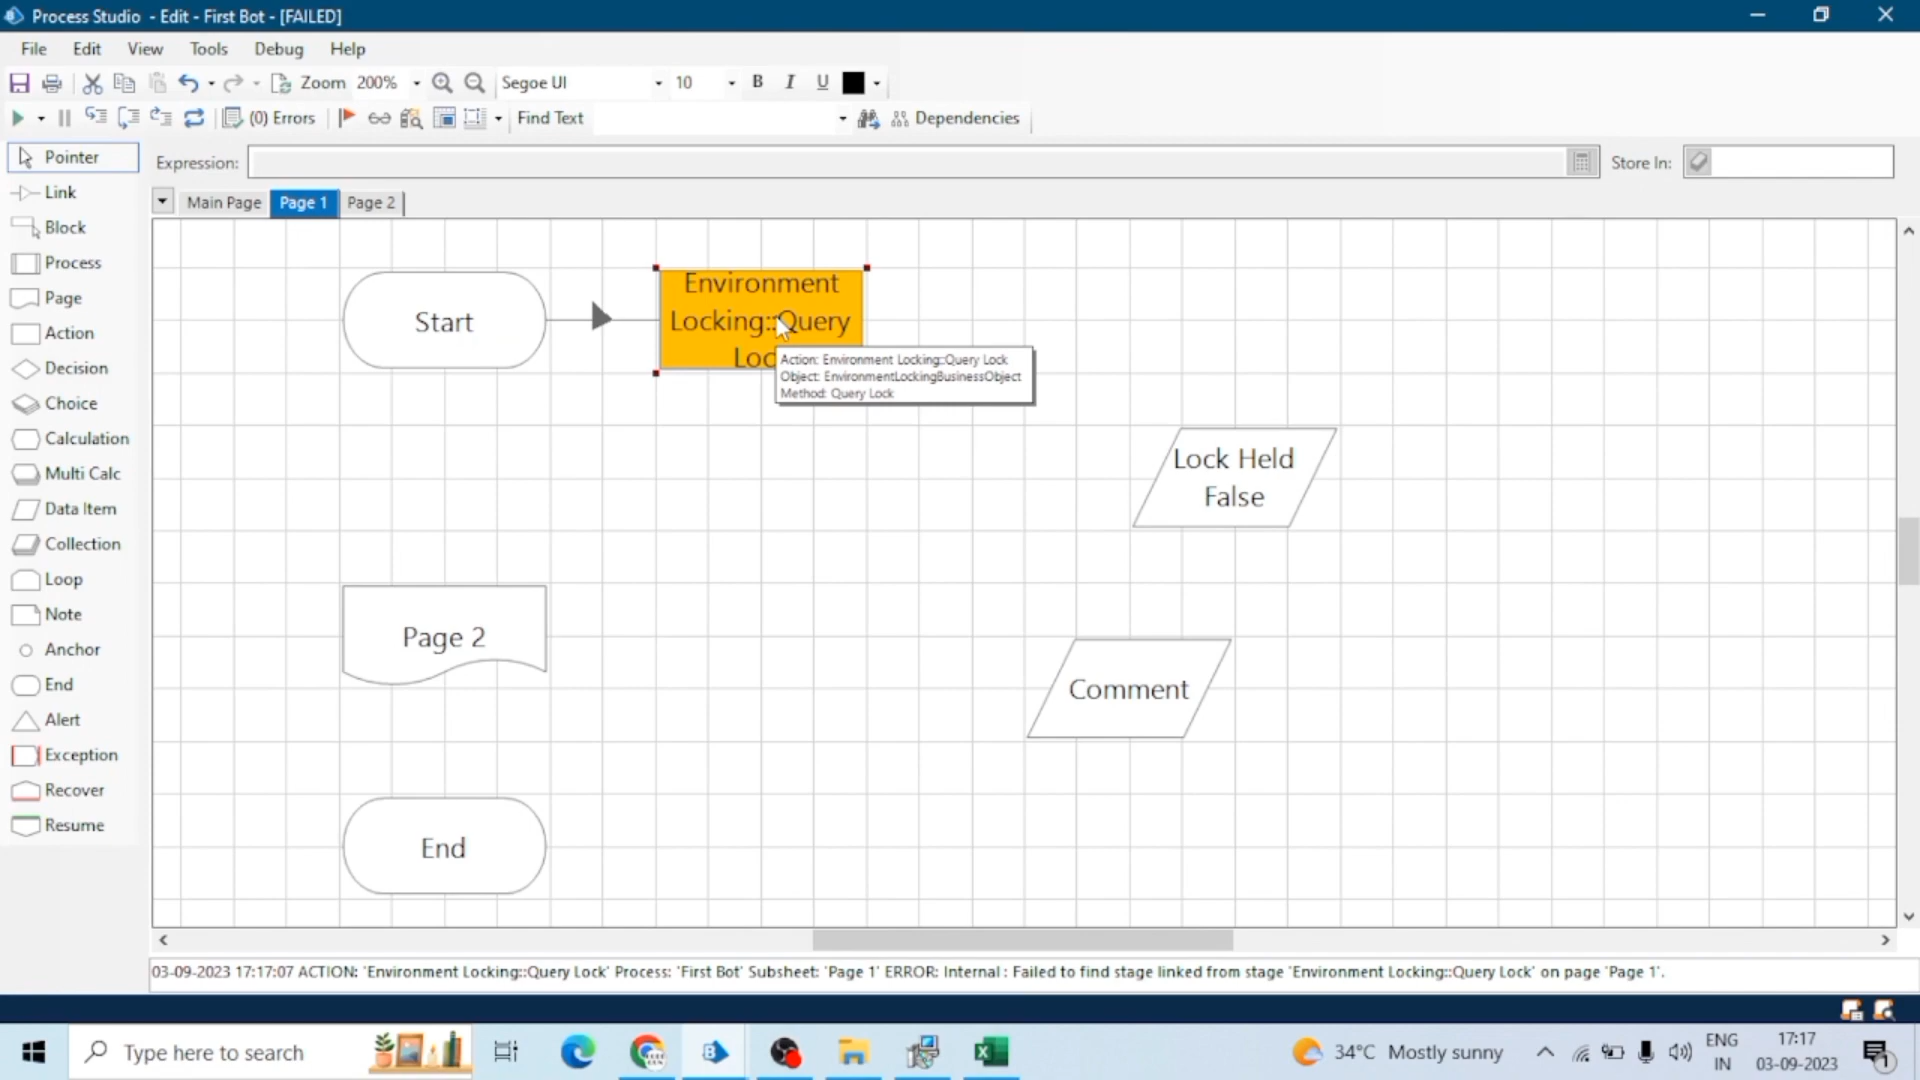 Process Studio - Edit - First Bot - [FAILED]
File Edit View Tools Debug Help
Zoom 200% Segoe UI 10 B I U
(0) Errors Find Text Dependencies
Pointer
Link
Block
Process
Page
Action
Decision
Choice
Calculation
Multi Calc
Data Item
Collection
Loop
Note
Anchor
End
Alert
Exception
Recover
Resume
Expression: Store In:
Main Page Page 1 Page 2
Start
Environment
Locking::Query
Action: Environment Locking::Query Lock
Object: EnvironmentLockingBusinessObject
Method: Query Lock
Lock Held
False
Page 2
Comment
End
03-09-2023 17:17:07 ACTION: 'Environment Locking::Query Lock' Process: 'First Bot' Subsheet: 'Page 1' ERROR: Internal : Failed to find stage linked from stage 'Environment Locking::Query Lock' on page 'Page 1'.
Type here to search
34°C Mostly sunny
ENG
IN
17:17
03-09-2023
1